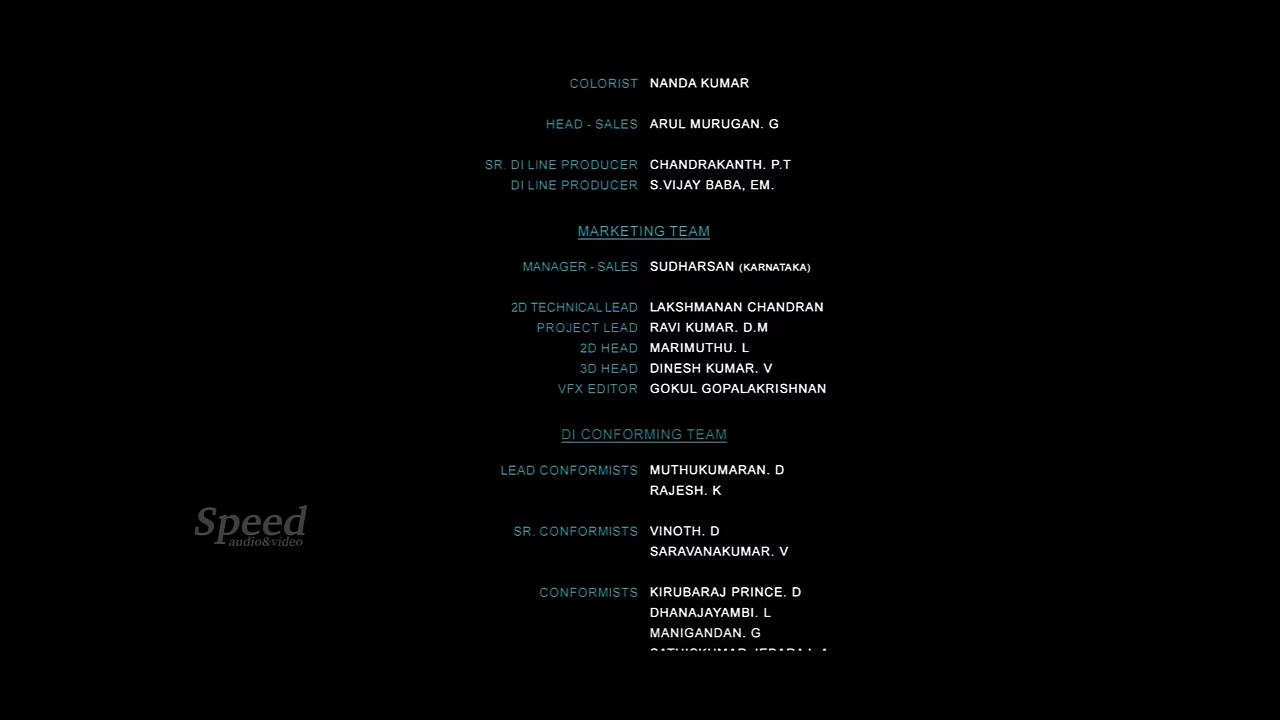 COLORIST NANDA KUMAR
HEAD - SALES ARUL MURUGAN. G
SR. DI LINE PRODUCER CHANDRAKANTH. P.T
DI LINE PRODUCER S.VIJAY BABA, EM.
MARKETING TEAM
MANAGER - SALES SUDHARSAN (KARNATAKA)
2D TECHNICAL LEAD LAKSHMANAN CHANDRAN
PROJECT LEAD RAVI KUMAR. D.M
2D HEAD MARIMUTHU. L
3D HEAD DINESH KUMAR. V
VFX EDITOR GOKUL GOPALAKRISHNAN
DI CONFORMING TEAM
LEAD CONFORMISTS MUTHUKUMARAN. D
RAJESH. K
Speed
audio&video
SR. CONFORMISTS VINOTH. D
SARAVANAKUMAR. V
CONFORMISTS KIRUBARAJ PRINCE. D
DHANAJAYAMBI. L
MANIGANDAN. G